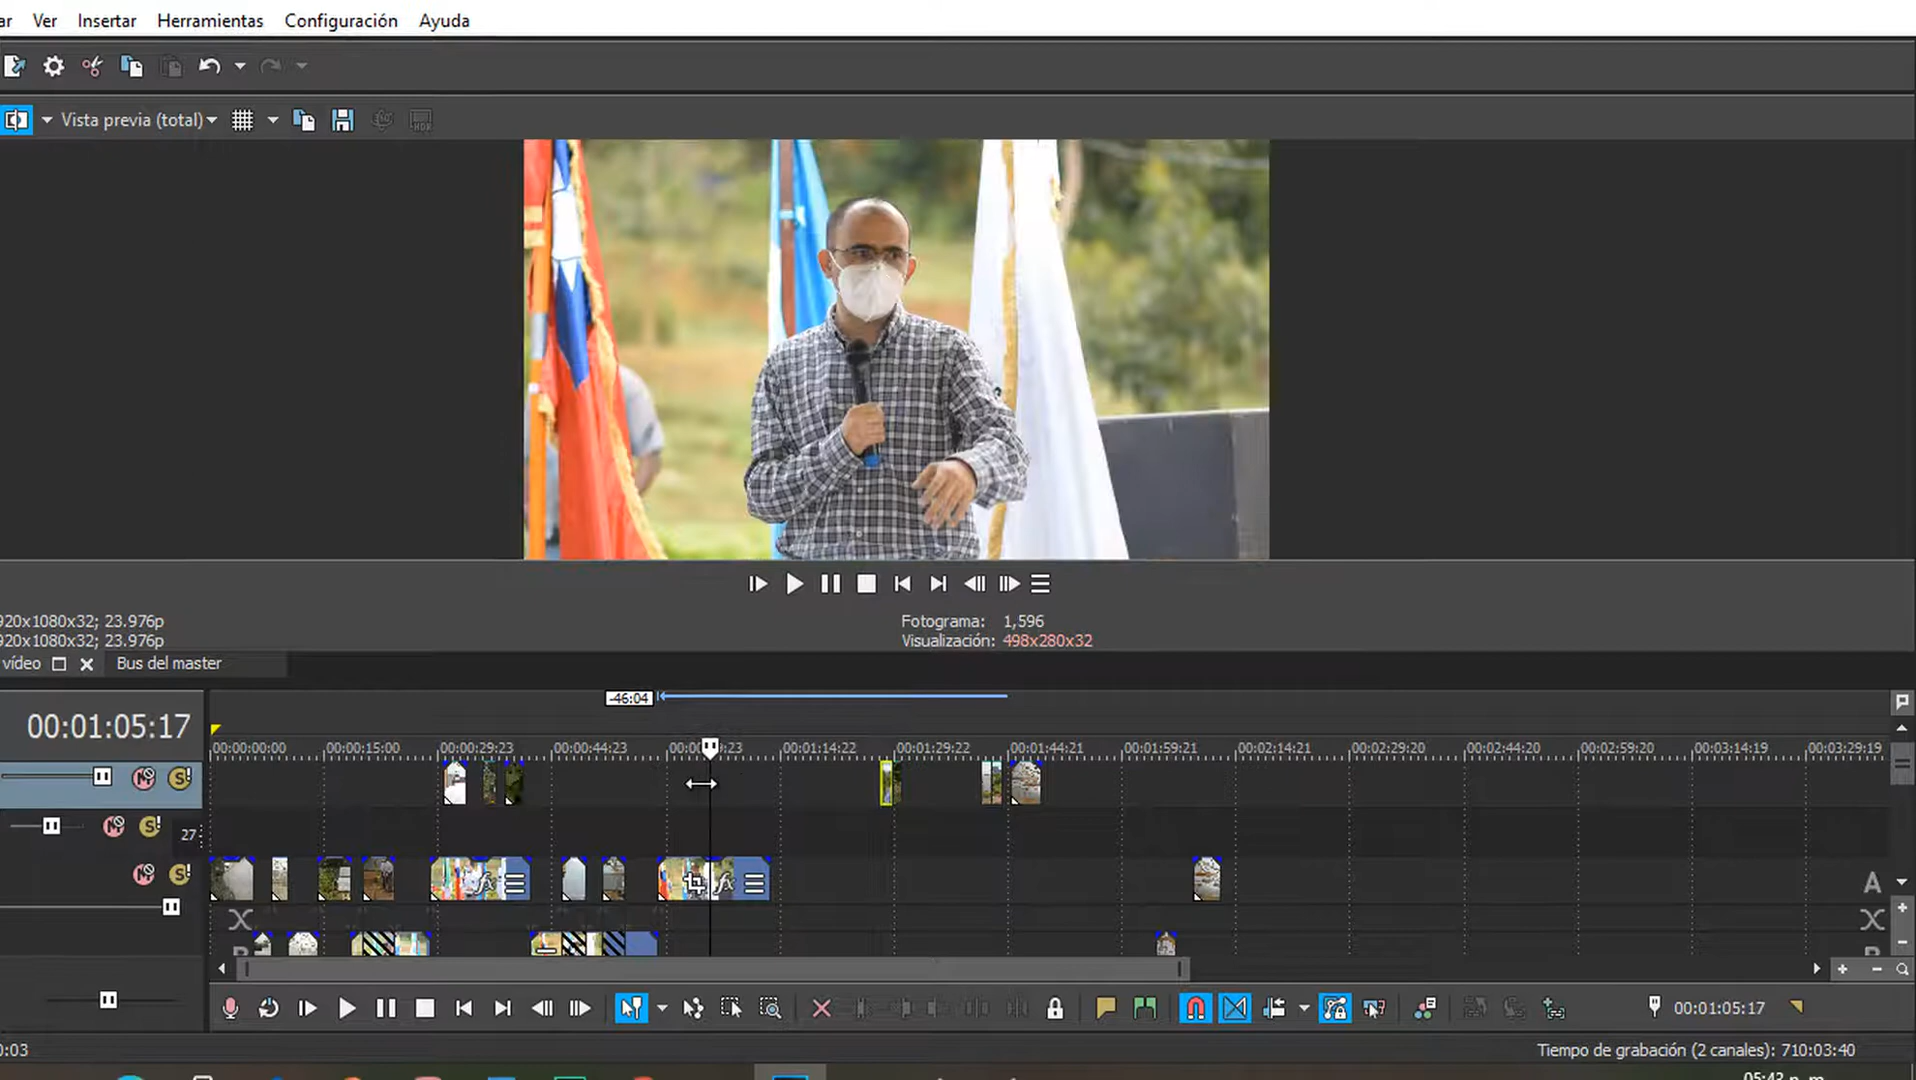 ar Ver Insertar Herramientas Configuración Ayuda
Vista previa (total)
920x1080x32; 23.976p
920x1080x32; 23.976p
Fotograma: 1,596
Visualización: 498x280x32
vídeo Bus del master
-46:04
00:01:05:17
00:00:00:00 00:00:15:00 00:00:29:23 00:00:44:23 00:00 :23 00:01:14:22 00:01:29:22 00:01:44:21 00:01:59:21 00:02:14:21 00:02:29:20 00:02:44:20 00:02:59:20 00:03:14:19 00:03:29:19
27
A
X X
B B
00:01:05:17
0:03 Tiempo de grabación (2 canales): 710:03:40